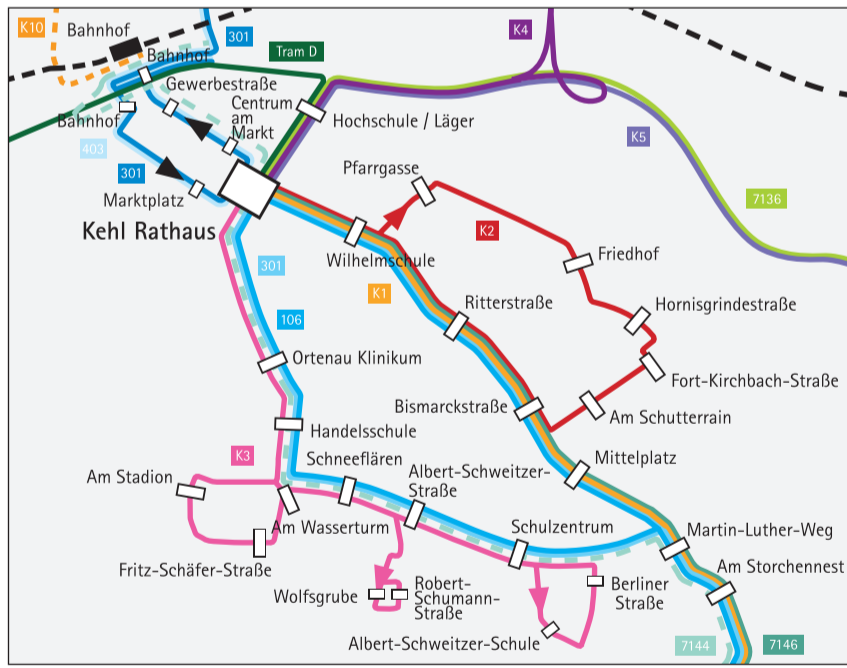 K10
Bahnhof
301
K4
Bahnhof
Tram D
Gewerbestraße
Centrum
am
Markt
Bahnhof
Hochschule / Läger
K5
403
301
Pfarrgasse
7136
Marktplatz
Kehl Rathaus
K2
Friedhof
Wilhelmschule
301
K1
Hornisgrindestraße
Ritterstraße
106
Ortenau Klinikum
Fort-Kirchbach-Straße
Bismarckstraße
Am Schutterrain
Handelsschule
K3
Schneeflären
Mittelplatz
Am Stadion
Albert-Schweitzer-
Straße
Am Wasserturm
Schulzentrum
Martin-Luther-Weg
Fritz-Schäfer-Straße
Am Storchennest
Wolfsgrube
Robert-
Schumann-
Straße
Berliner
Straße
Albert-Schweitzer-Schule
7144
7146